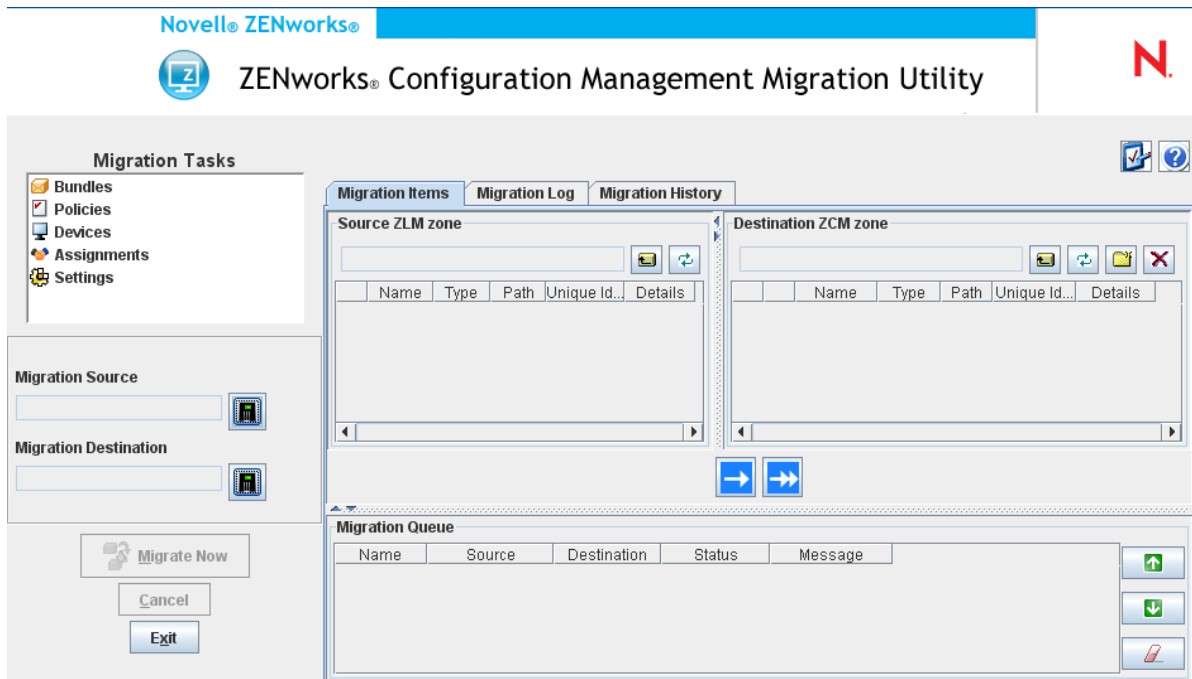 Novell® ZENworks®
Z
ZENworks® Configuration Management Migration Utility
N.
Migration Tasks
Bundles
Policies
Devices
Assignments
Settings
Migration Source
Migration Destination
Migrate Now
Cancel
Exit
Migration Items Migration Log Migration History
Source ZLM zone
Name Type Path Unique Id... Details
Destination ZCM zone
Name Type Path Unique Id... Details
Migration Queue
Name Source Destination Status Message